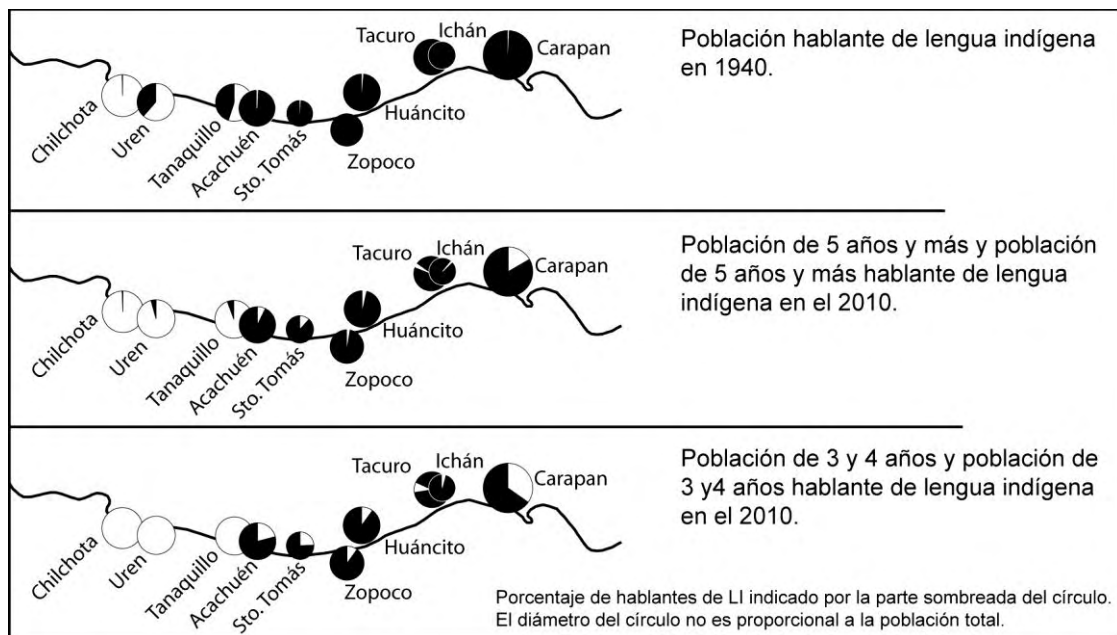 Tacuro
Ichán
Carapan
Chilchota
Uren
Tanaquillo
Acachuén
Sto. Tomás
Huáncito
Zopoco
Población hablante de lengua indígena
en 1940.
Tacuro
Ichán
Carapan
Chilchota
Uren
Tanaquillo
Acachuén
Sto. Tomás
Huáncito
Zopoco
Población de 5 años y más y población
de 5 años y más hablante de lengua
indígena en el 2010.
Tacuro
Ichán
Carapan
Chilchota
Uren
Tanaquillo
Acachuén
Sto. Tomás
Huáncito
Zopoco
Población de 3 y 4 años y población de
3 y4 años hablante de lengua indígena
en el 2010.
Porcentaje de hablantes de LI indicado por la parte sombreada del círculo.
El diámetro del círculo no es proporcional a la población total.